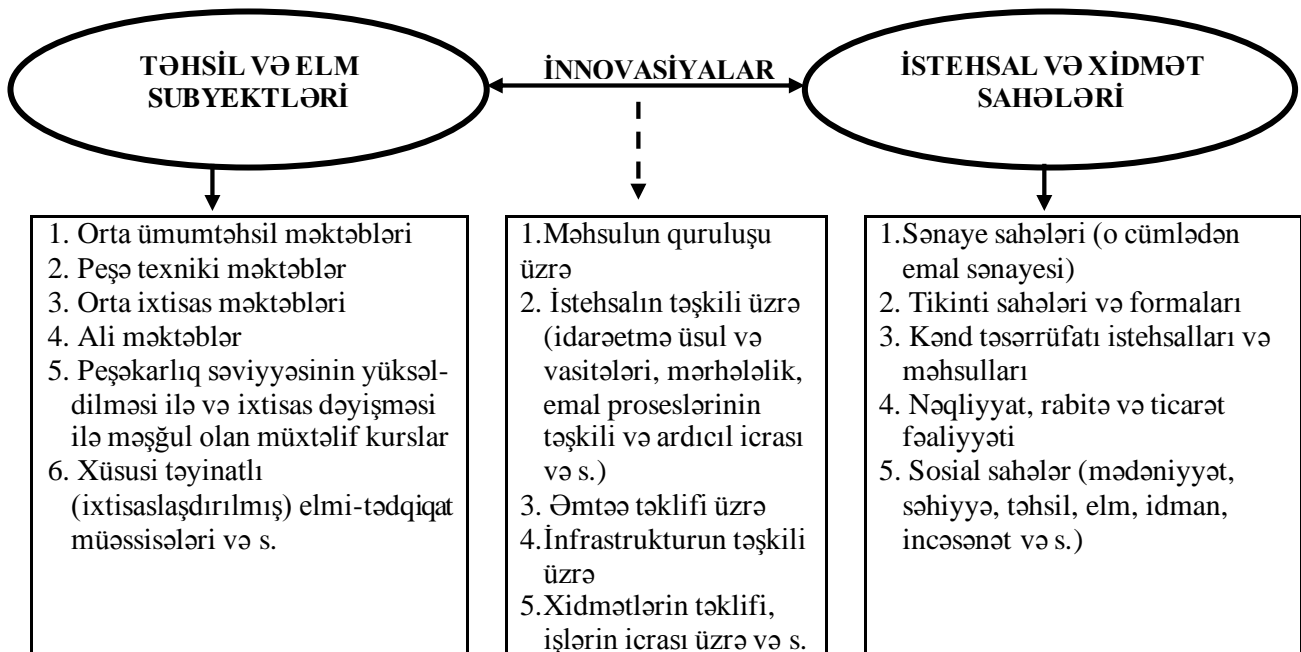 TƏHSİL VƏ ELM
SUBYEKTLƏRİ
İNNOVASİYALAR
İSTEHSAL VƏ XİDMƏT
SAHƏLƏRİ
1. Orta ümumtəhsil məktəbləri
2. Peşə texniki məktəblər
3. Orta ixtisas məktəbləri
4. Ali məktəblər
5. Peşəkarlıq səviyyəsinin yüksəl-
dilməsi ilə və ixtisas dəyişməsi
ilə məşğul olan müxtəlif kurslar
6. Xüsusi təyinatlı
(ixtisaslaşdırılmış) elmi-tədqiqat
müəssisələri və s.
1.Məhsulun quruluşu
üzrə
2. İstehsalın təşkili üzrə
(idarəetmə üsul və
vasitələri, mərhələlik,
emal proseslərinin
təşkili və ardıcıl icrası
və s.)
3. Əmtəə təklifi üzrə
4.İnfrastrukturun təşkili
üzrə
5.Xidmətlərin təklifi,
işlərin icrası üzrə və s.
1.Sənaye sahələri (o cümlədən
emal sənayesi)
2. Tikinti sahələri və formaları
3. Kənd təsərrüfatı istehsalları və
məhsulları
4. Nəqliyyat, rabitə və ticarət
fəaliyyəti
5. Sosial sahələr (mədəniyyət,
səhiyyə, təhsil, elm, idman,
incəsənət və s.)